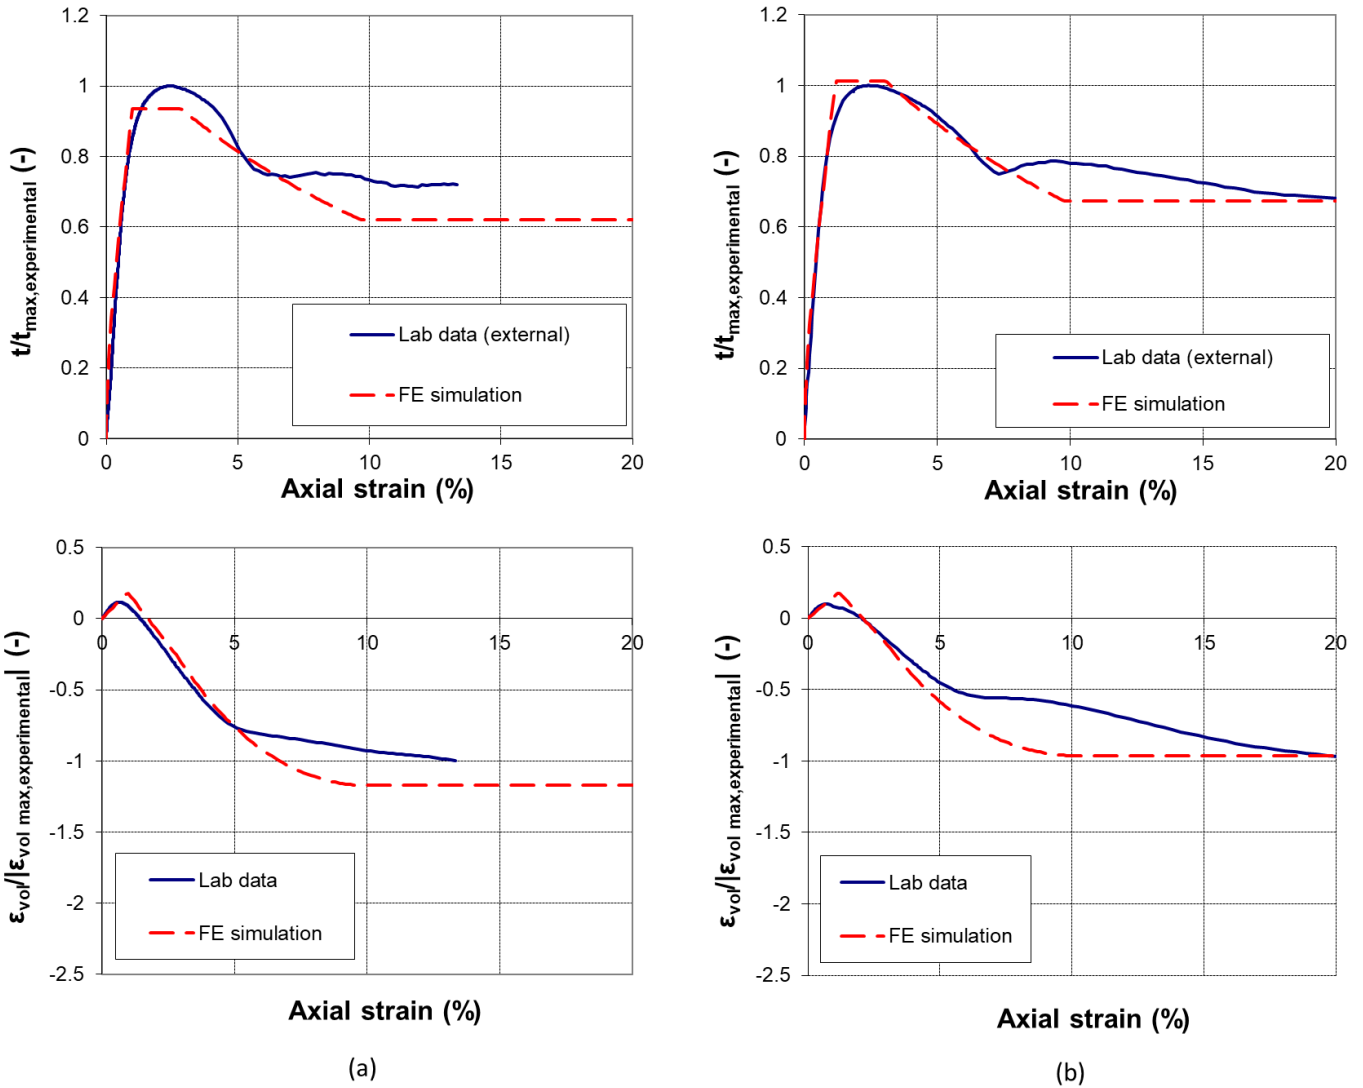 1.2
1
0.8
0.6
0.4
0.2
0
0 5 10 15 20
t/tmax,experimental (-)
Axial strain (%)
Lab data (external)
FE simulation
1.2
1
0.8
0.6
0.4
0.2
0
0 5 10 15 20
t/tmax,experimental (-)
Axial strain (%)
Lab data (external)
FE simulation
0.5
0
-0.5
-1
-1.5
-2
-2.5
0 5 10 15 20
εvol/|εvol max,experimental| (-)
Lab data
FE simulation
Axial strain (%)
(a)
0.5
0
-0.5
-1
-1.5
-2
-2.5
0 5 10 15 20
εvol/|εvol max,experimental| (-)
Lab data
FE simulation
Axial strain (%)
(b)